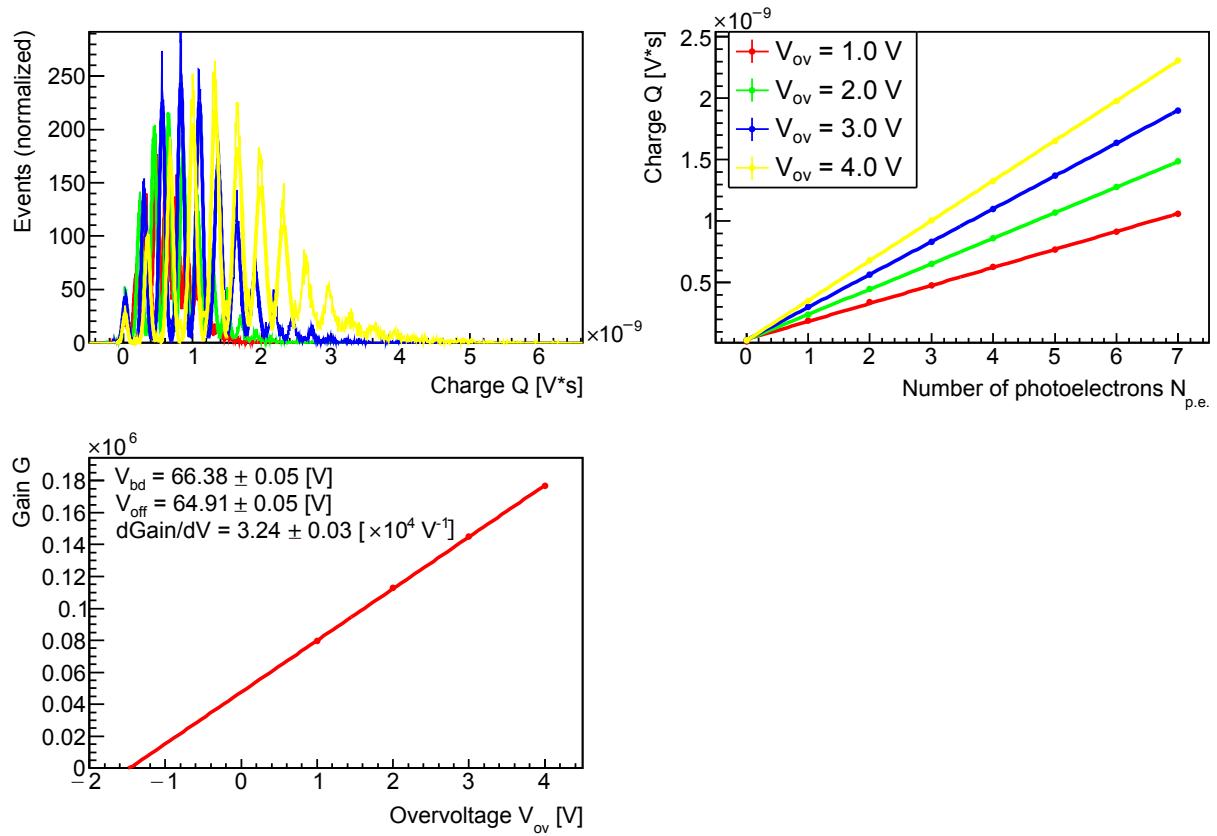 Events (normalized)
250
200
150
100
50
0
0 1 2 3 4 5 6
×10⁻⁹
Charge Q [V*s]
×10⁻⁹
Charge Q [V*s]
2.5
2
1.5
1
0.5
V_ov = 1.0 V
V_ov = 2.0 V
V_ov = 3.0 V
V_ov = 4.0 V
0 1 2 3 4 5 6 7
Number of photoelectrons N_p.e.
×10⁶
Gain G
V_bd = 66.38 ± 0.05 [V]
V_off = 64.91 ± 0.05 [V]
dGain/dV = 3.24 ± 0.03 [ ×10⁴ V⁻¹]
0.18
0.16
0.14
0.12
0.1
0.08
0.06
0.04
0.02
0
−2 −1 0 1 2 3 4
Overvoltage V_ov [V]